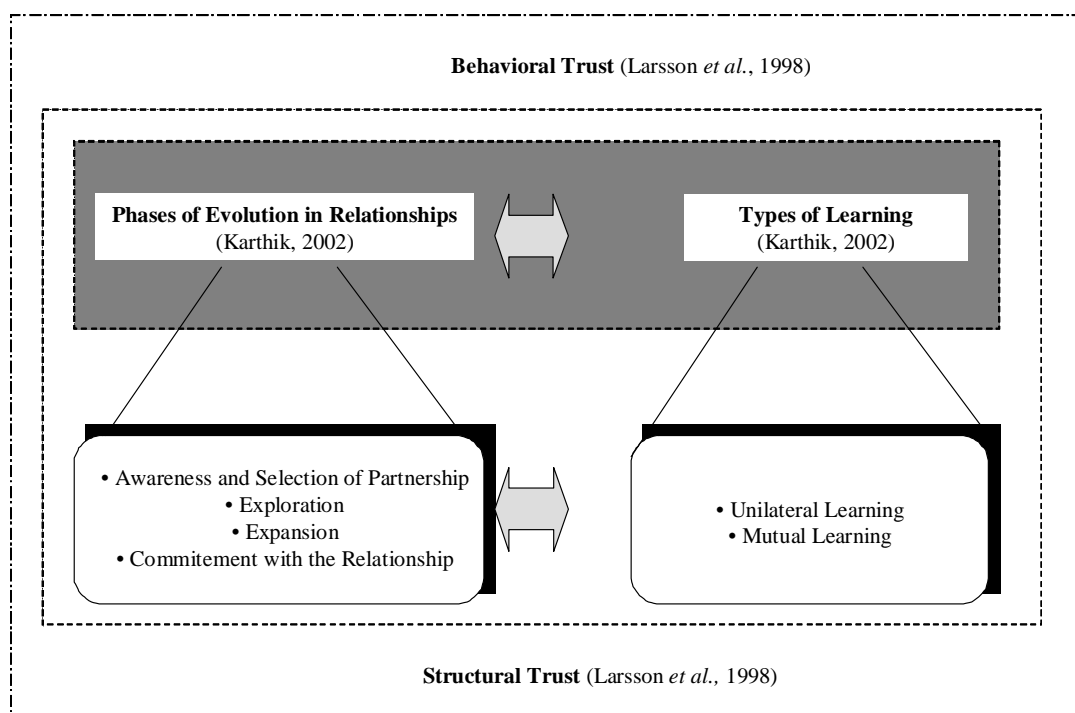 Behavioral Trust (Larsson et al., 1998)
Phases of Evolution in Relationships
(Karthik, 2002)
Types of Learning
(Karthik, 2002)
• Awareness and Selection of Partnership
• Exploration
• Expansion
• Commitement with the Relationship
• Unilateral Learning
• Mutual Learning
Structural Trust (Larsson et al., 1998)